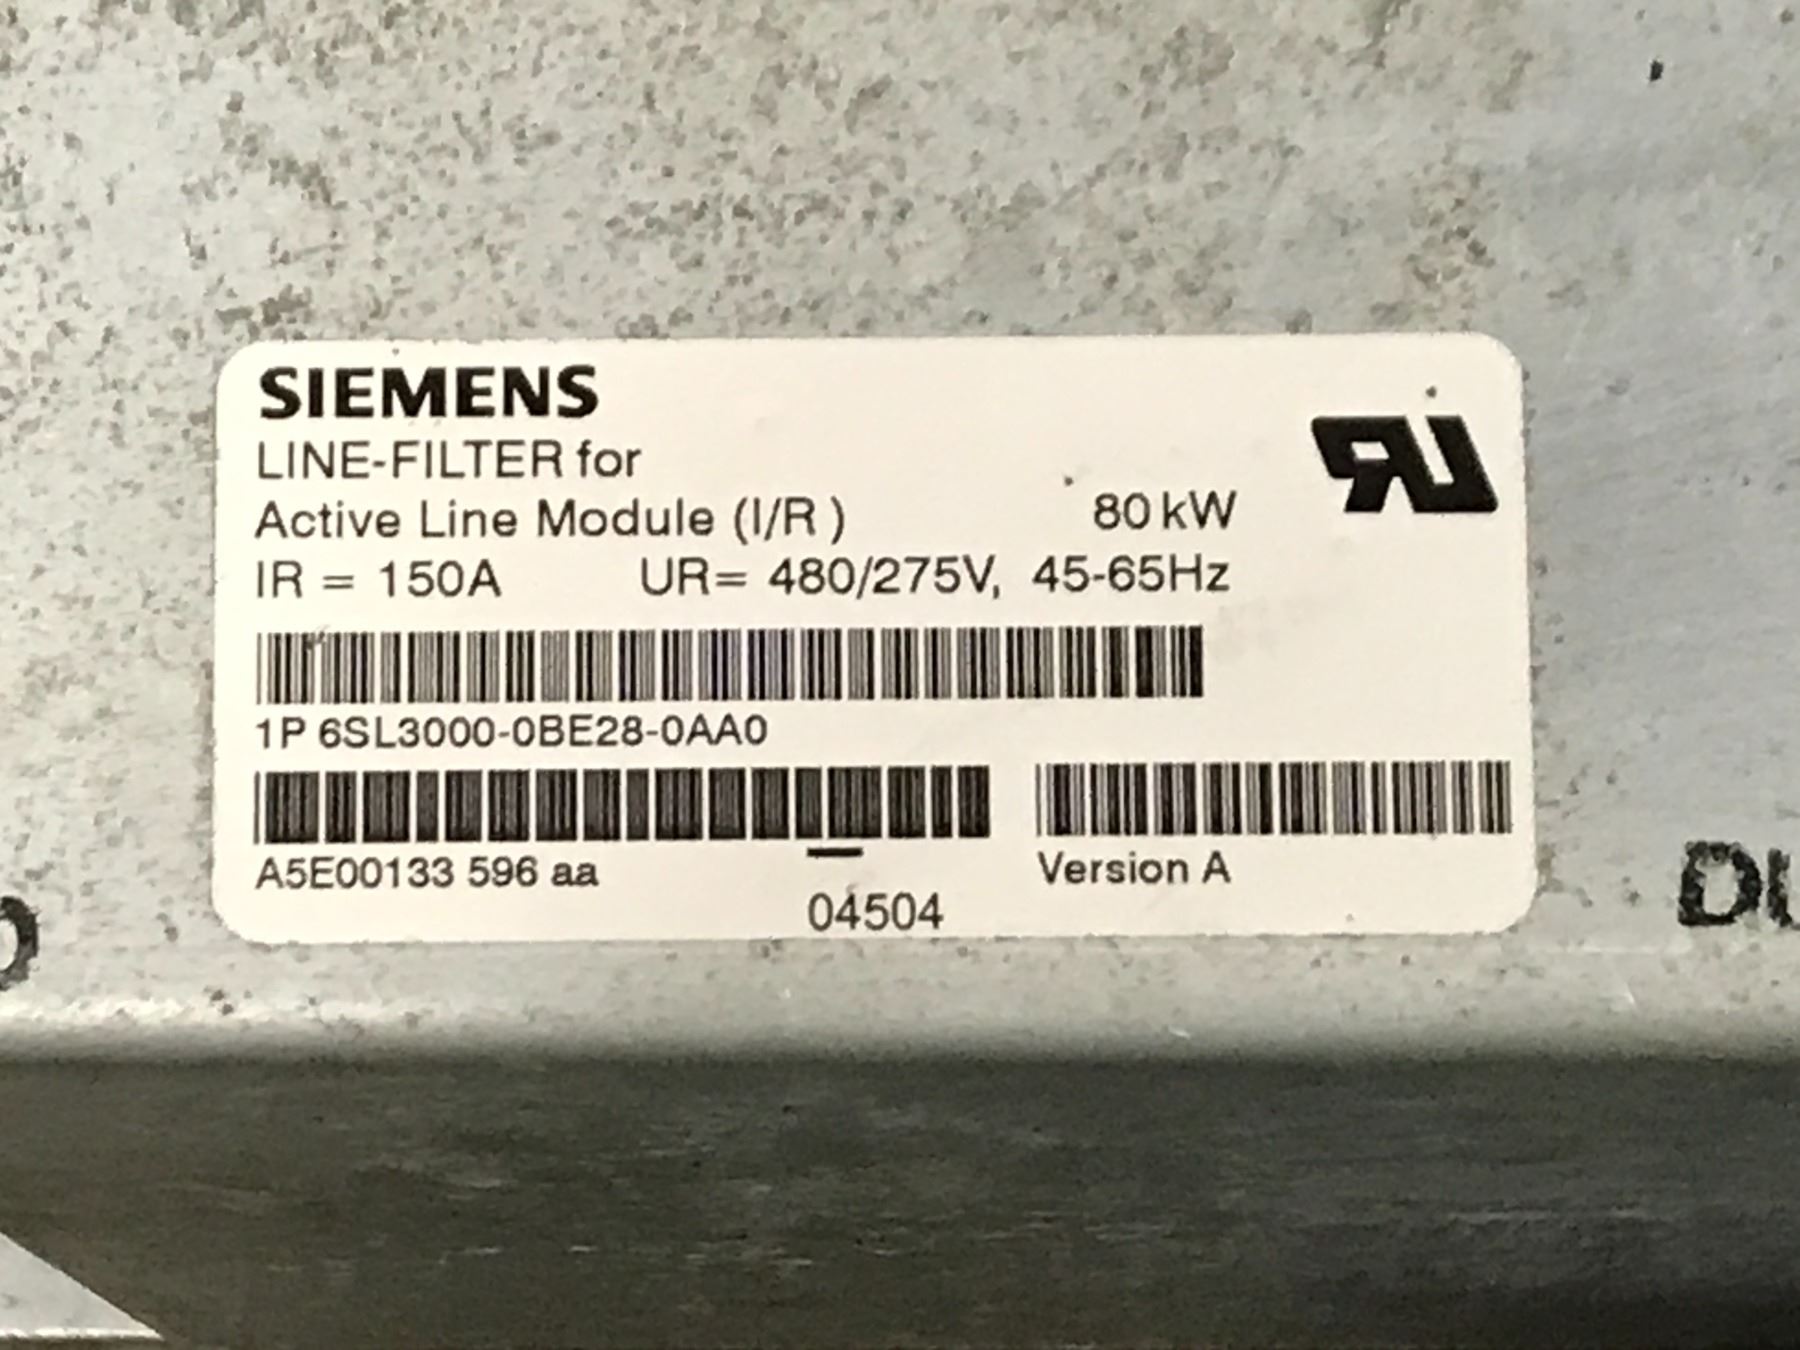 SIEMENS
LINE-FILTER for
Active Line Module (I/R ) 80 kW
IR = 150A UR= 480/275V, 45-65Hz
1P 6SL3000-0BE28-0AA0
A5E00133 596 aa
Version A
04504